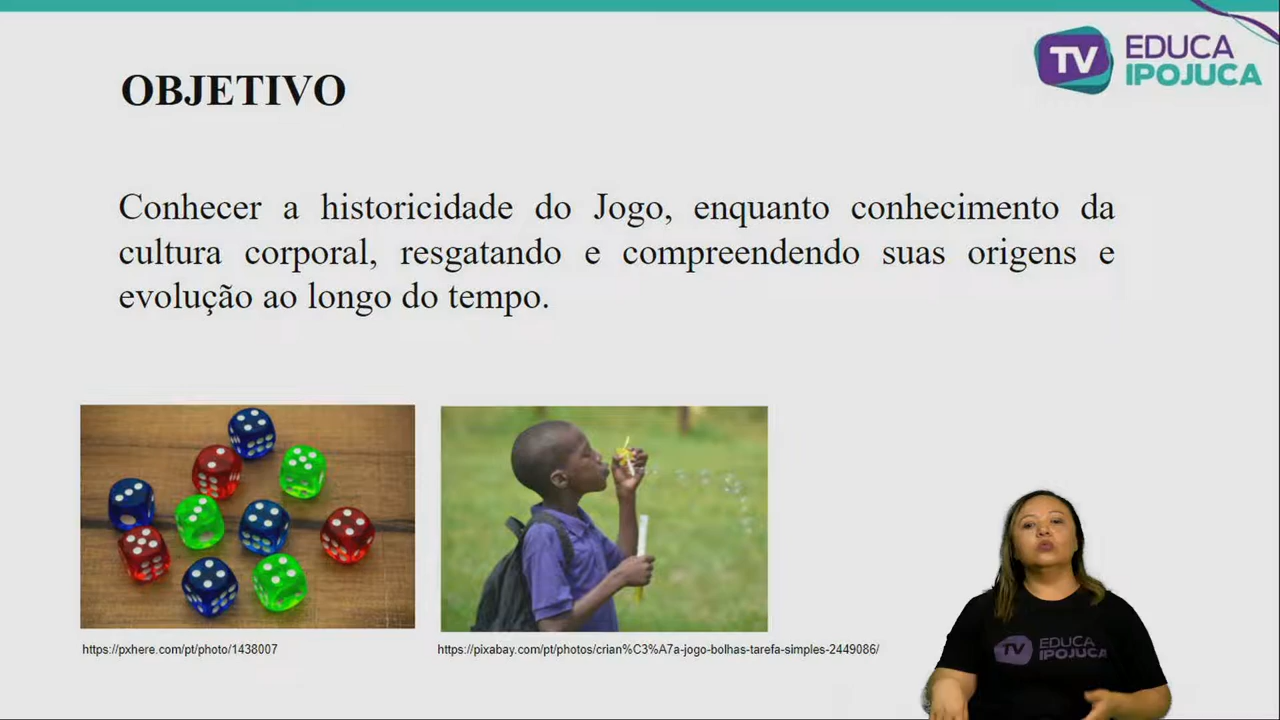 TV EDUCA
IPOJUCA
OBJETIVO
Conhecer a historicidade do Jogo, enquanto conhecimento da
cultura corporal, resgatando e compreendendo suas origens e
evolução ao longo do tempo.
https://pxhere.com/pt/photo/1438007
https://pixabay.com/pt/photos/crian%C3%A7a-jogo-bolhas-tarefa-simples-2449086/
TV EDUCA
IPOJUCA